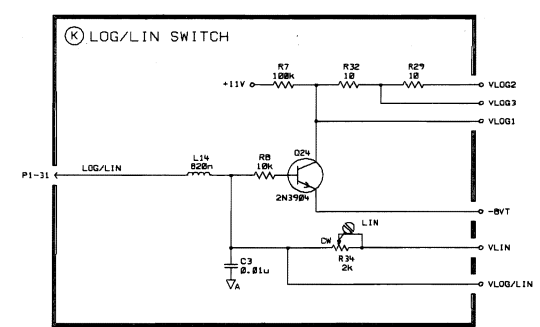 K LOG/LIN SWITCH
R7
100k
R32
10
R29
10
+11V
VLOG2
VLOG3
VLOG1
Q24
2N3904
L14
820n
R8
10k
P1-31
LOG/LIN
-8VT
LIN
CW
R34
2k
VLIN
C3
0.01u
A
VLOG/LIN